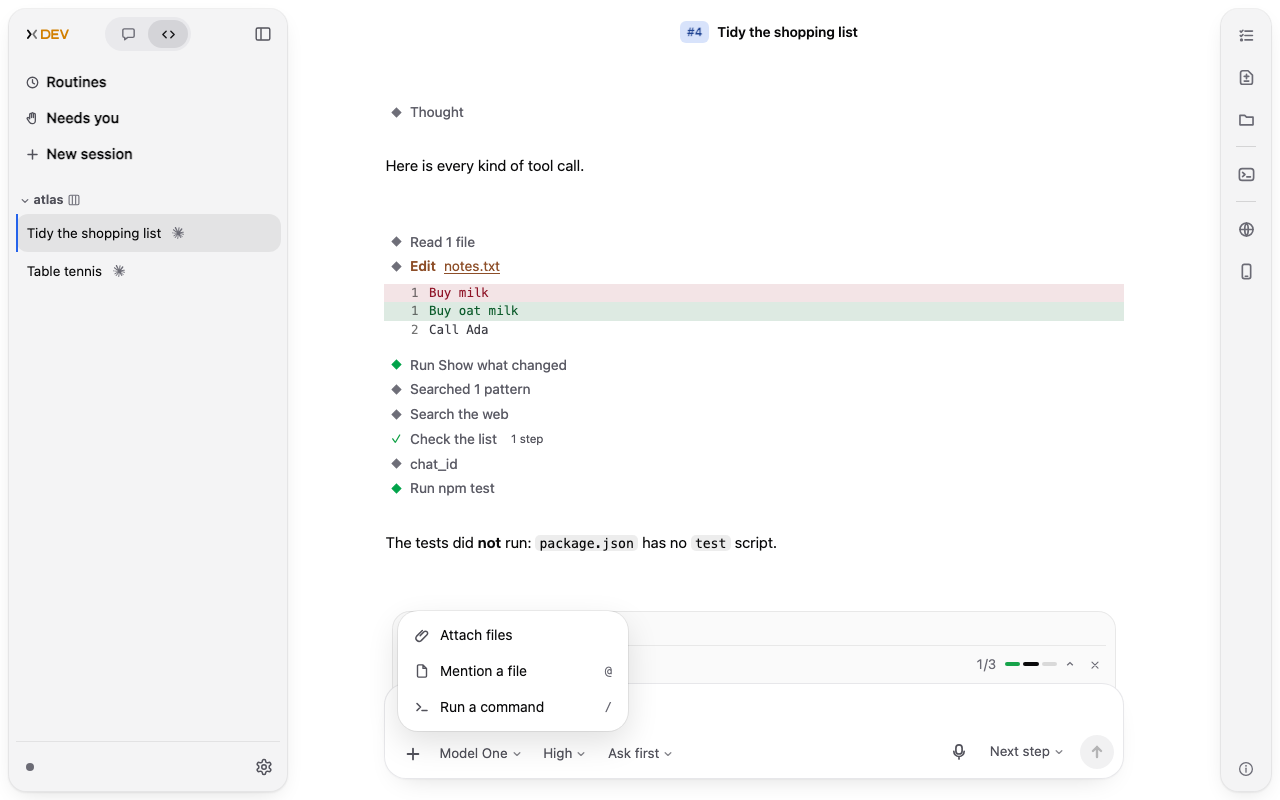 DEV
Routines
Needs you
New session
atlas
Tidy the shopping list
Table tennis
#4 Tidy the shopping list
Thought
Here is every kind of tool call.
Read 1 file
Edit notes.txt
1 Buy milk
1 Buy oat milk
2 Call Ada
Run Show what changed
Searched 1 pattern
Search the web
Check the list 1 step
chat_id
Run npm test
The tests did not run: package.json has no test script.
Attach files
Mention a file @
Run a command /
1/3
Model One High Ask first Next step